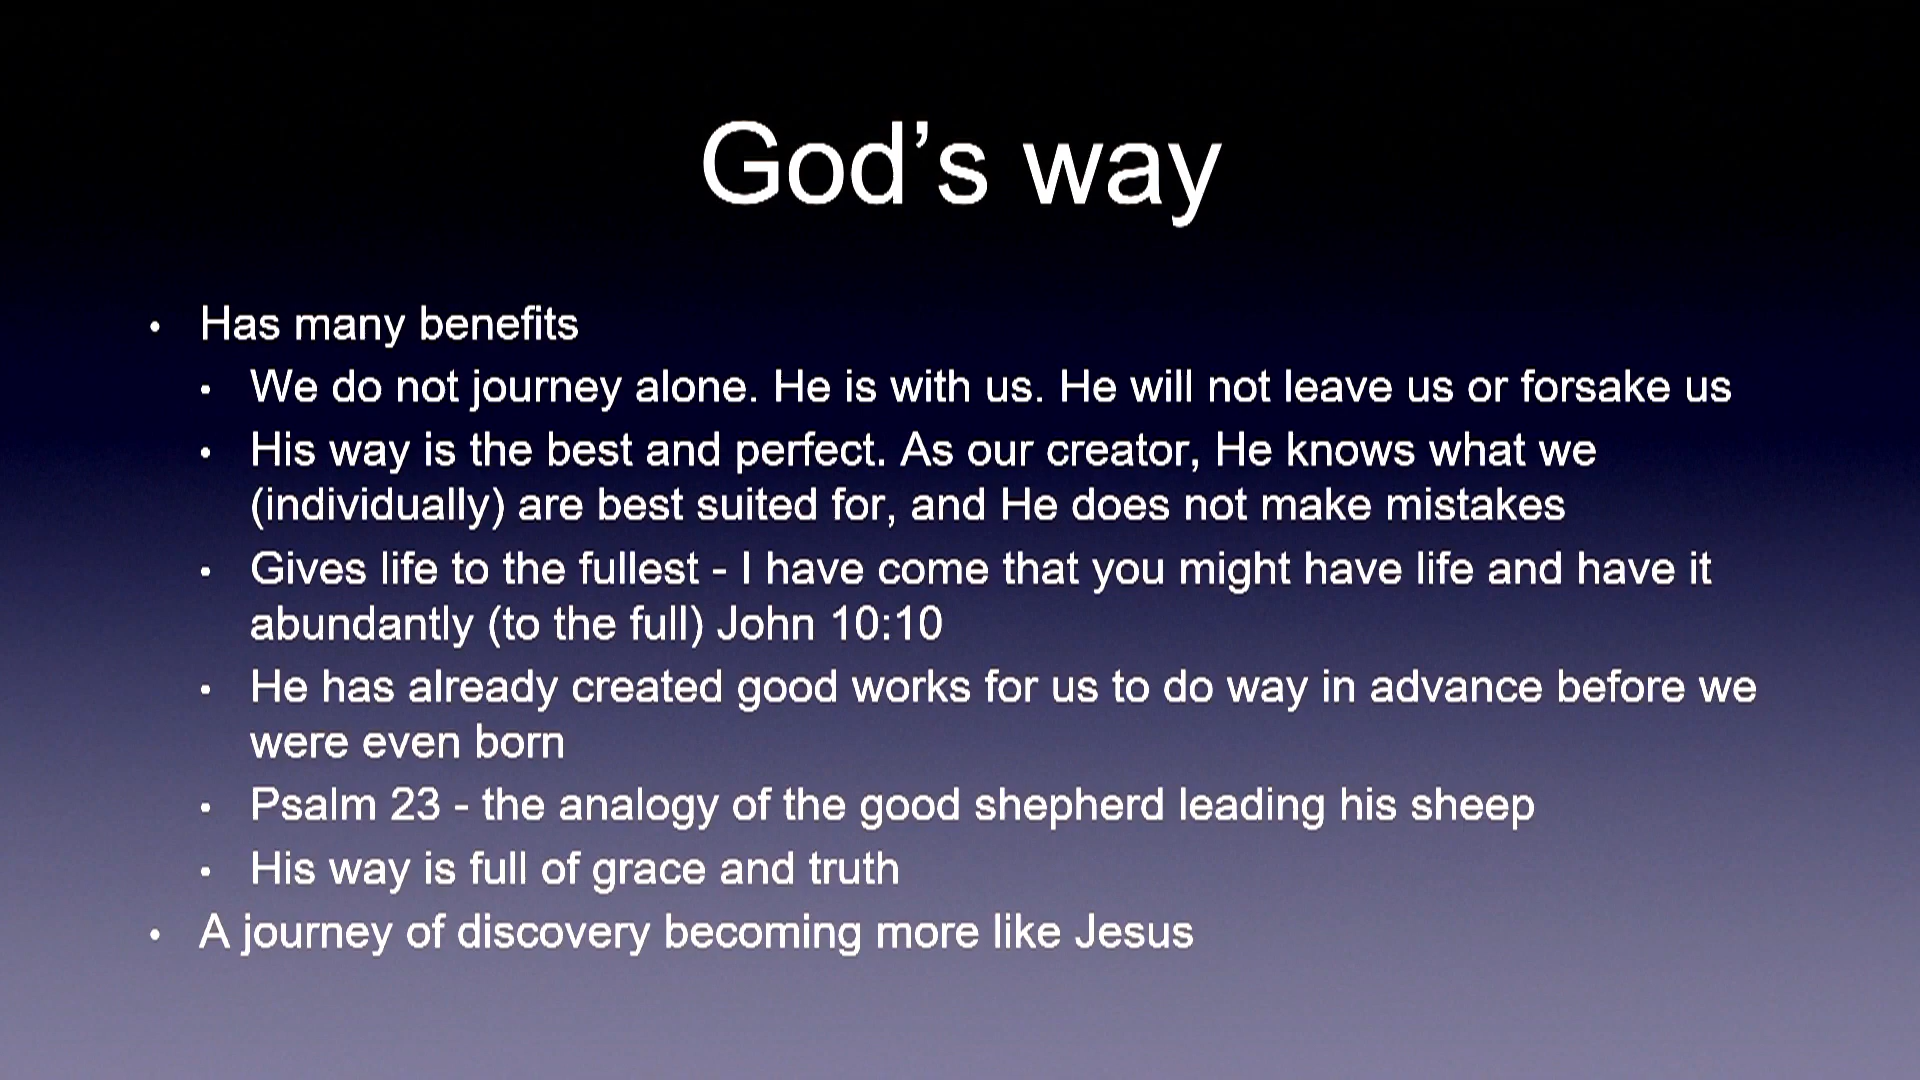 God’s way
• Has many benefits
• We do not journey alone. He is with us. He will not leave us or forsake us
• His way is the best and perfect. As our creator, He knows what we
(individually) are best suited for, and He does not make mistakes
• Gives life to the fullest - I have come that you might have life and have it
abundantly (to the full) John 10:10
• He has already created good works for us to do way in advance before we
were even born
• Psalm 23 - the analogy of the good shepherd leading his sheep
• His way is full of grace and truth
• A journey of discovery becoming more like Jesus